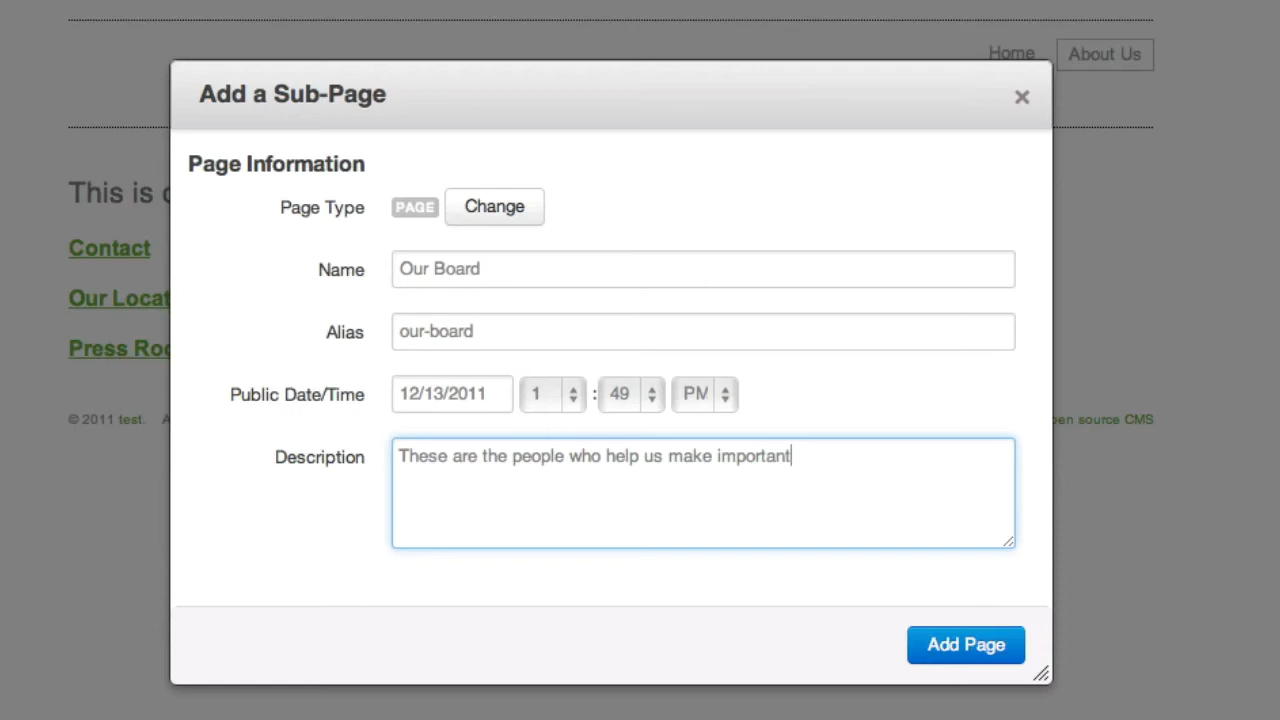 Home About Us
Add a Sub-Page
Page Information
Page Type PAGE Change
This is
Contact
Name Our Board
Our Locat
Alias our-board
Press Roo
Public Date/Time 12/13/2011 1 : 49 PM
© 2011 test.
pen source CMS
Description These are the people who help us make important
Add Page